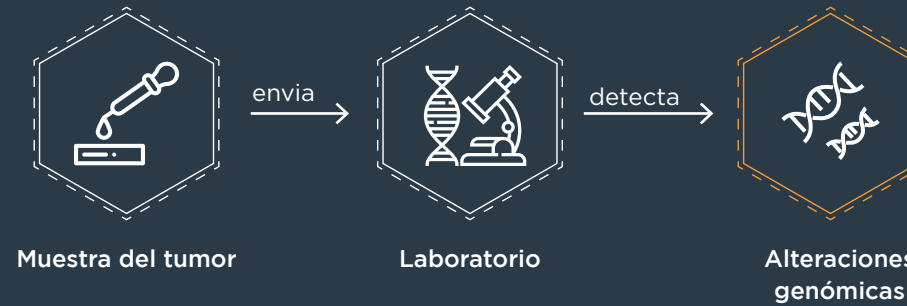 envia
detecta
Muestra del tumor
Laboratorio
Alteraciones
genómicas